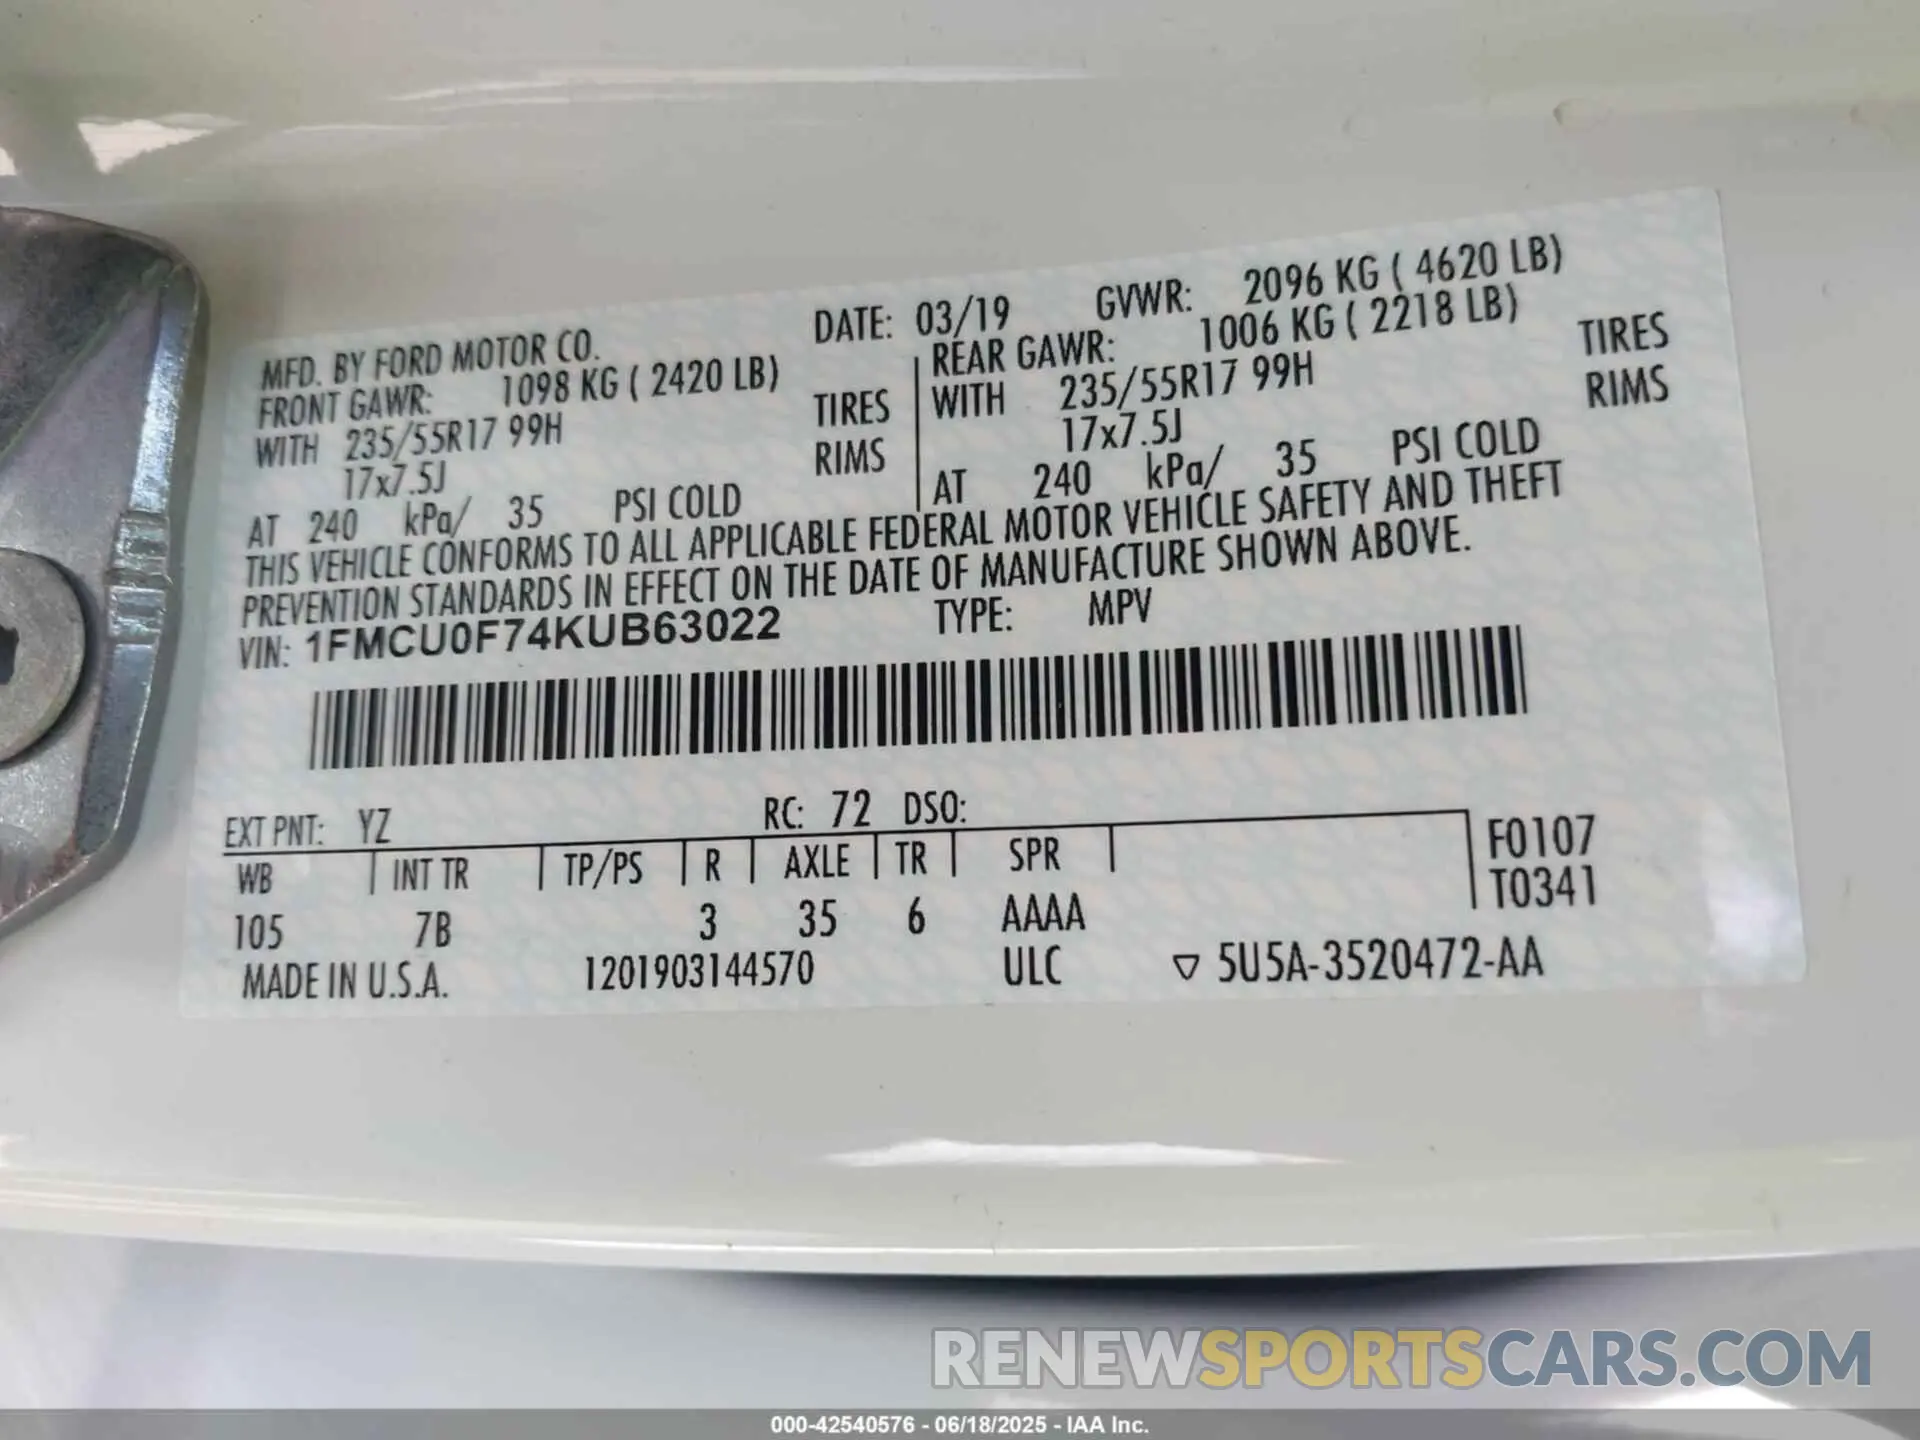 MFD. BY FORD MOTOR CO. DATE: 03/19 GVWR: 2096 KG ( 4620 LB)
FRONT GAWR: 1098 KG ( 2420 LB) REAR GAWR: 1006 KG ( 2218 LB)
WITH 235/55R17 99H TIRES WITH 235/55R17 99H TIRES
17x7.5J RIMS 17x7.5J RIMS
AT 240 kPa/ 35 PSI COLD AT 240 kPa/ 35 PSI COLD
THIS VEHICLE CONFORMS TO ALL APPLICABLE FEDERAL MOTOR VEHICLE SAFETY AND THEFT
PREVENTION STANDARDS IN EFFECT ON THE DATE OF MANUFACTURE SHOWN ABOVE.
VIN: 1FMCU0F74KUB63022 TYPE: MPV
EXT PNT: YZ RC: 72 DSO:
WB INT TR TP/PS R AXLE TR SPR F0107
105 7B 3 35 6 AAAA T0341
MADE IN U.S.A. 1201903144570 ULC ▽ 5U5A-3520472-AA
RENEWSPORTSCARS.COM
000-42540576 - 06/18/2025 - IAA Inc.